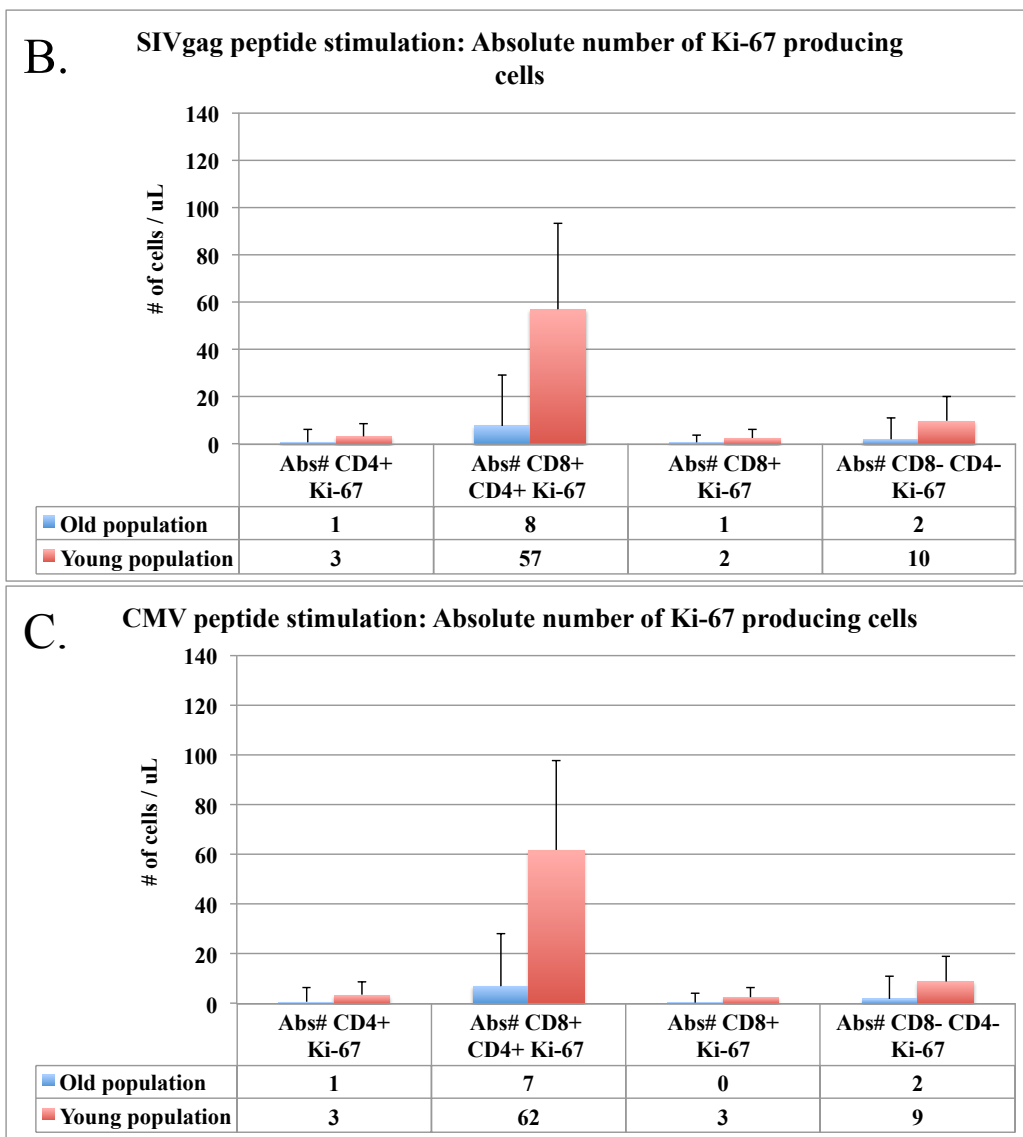 B.
SIVgag peptide stimulation: Absolute number of Ki-67 producing
cells
140
120
100
80
60
40
20
0
# of cells / uL
Abs# CD4+ Abs# CD8+ Abs# CD8+ Abs# CD8- CD4-
Ki-67 CD4+ Ki-67 Ki-67 Ki-67
Old population 1 8 1 2
Young population 3 57 2 10
C.
CMV peptide stimulation: Absolute number of Ki-67 producing cells
140
120
100
80
60
40
20
0
# of cells / uL
Abs# CD4+ Abs# CD8+ Abs# CD8+ Abs# CD8- CD4-
Ki-67 CD4+ Ki-67 Ki-67 Ki-67
Old population 1 7 0 2
Young population 3 62 3 9